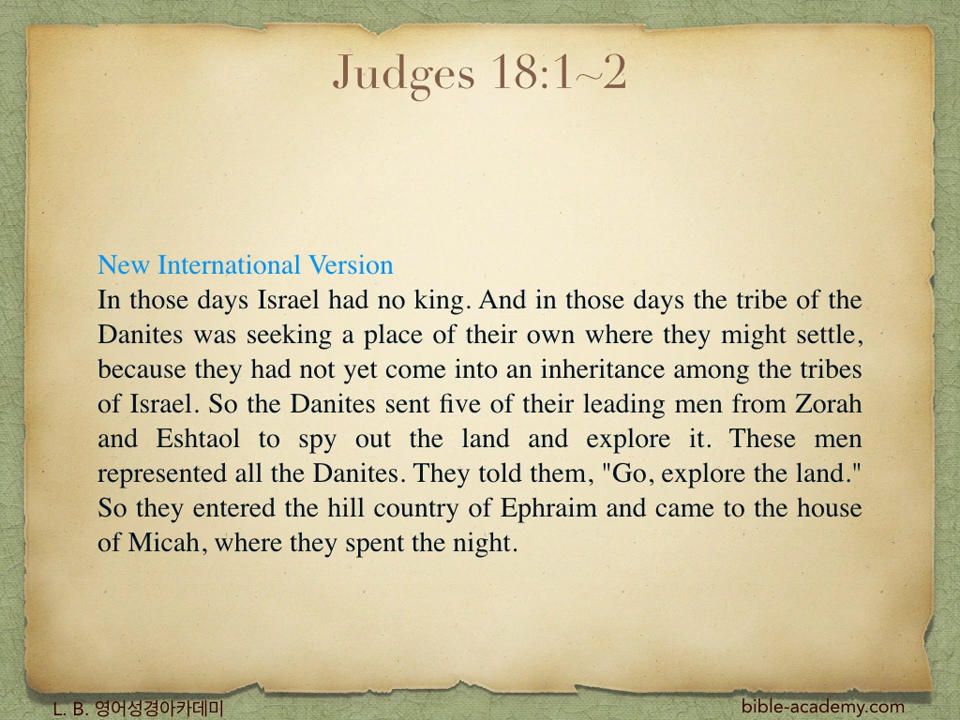 Judges 18:1~2
New International Version
In those days Israel had no king. And in those days the tribe of the
Danites was seeking a place of their own where they might settle,
because they had not yet come into an inheritance among the tribes
of Israel. So the Danites sent five of their leading men from Zorah
and Eshtaol to spy out the land and explore it. These men
represented all the Danites. They told them, "Go, explore the land."
So they entered the hill country of Ephraim and came to the house
of Micah, where they spent the night.
L. B. 영어성경아카데미
bible-academy.com